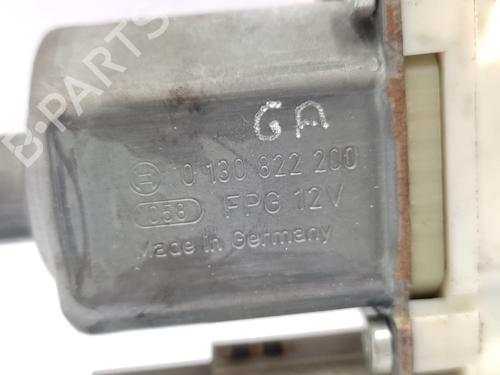 B-PARTS
GA
0 130 822 200
058 FPG 12V
Made in Germany